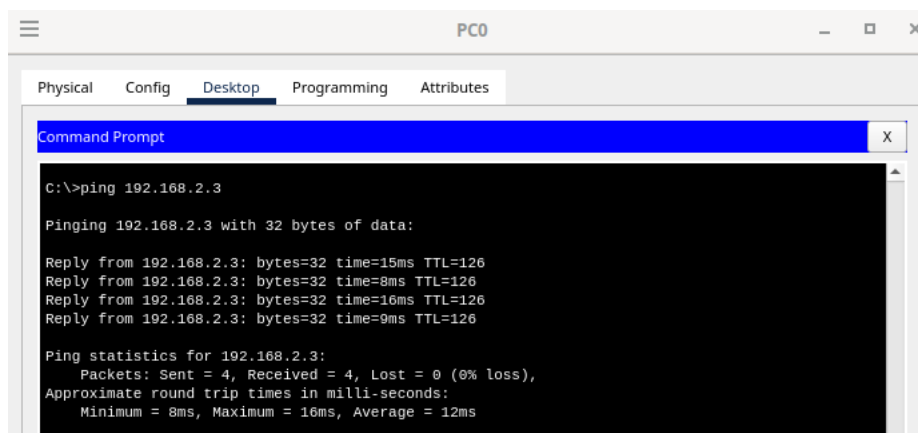 PC0
Physical Config Desktop Programming Attributes
Command Prompt X
C:\>ping 192.168.2.3
Pinging 192.168.2.3 with 32 bytes of data:
Reply from 192.168.2.3: bytes=32 time=15ms TTL=126
Reply from 192.168.2.3: bytes=32 time=8ms TTL=126
Reply from 192.168.2.3: bytes=32 time=16ms TTL=126
Reply from 192.168.2.3: bytes=32 time=9ms TTL=126
Ping statistics for 192.168.2.3:
Packets: Sent = 4, Received = 4, Lost = 0 (0% loss),
Approximate round trip times in milli-seconds:
Minimum = 8ms, Maximum = 16ms, Average = 12ms